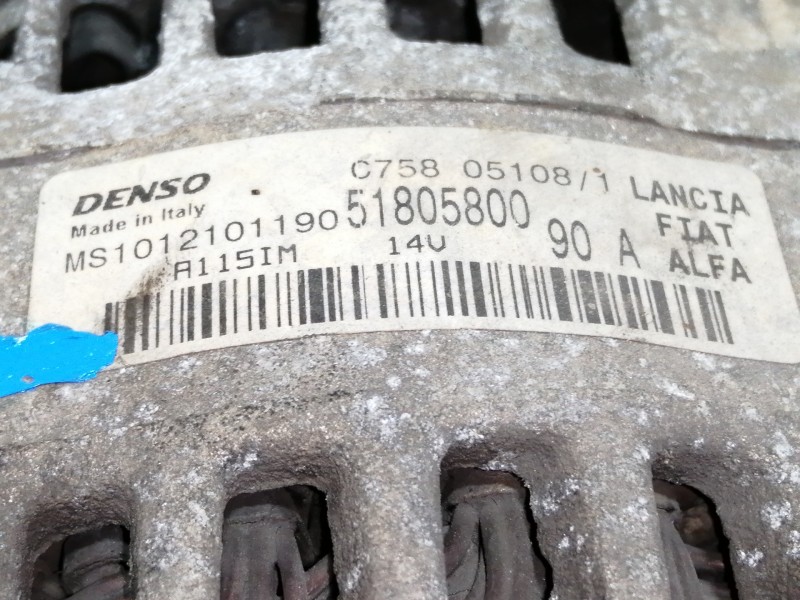 C758 05108/1
DENSO
Made in Italy
51805800
LANCIA
FIAT
ALFA
MS1012101190
A115IM
14V
90 A